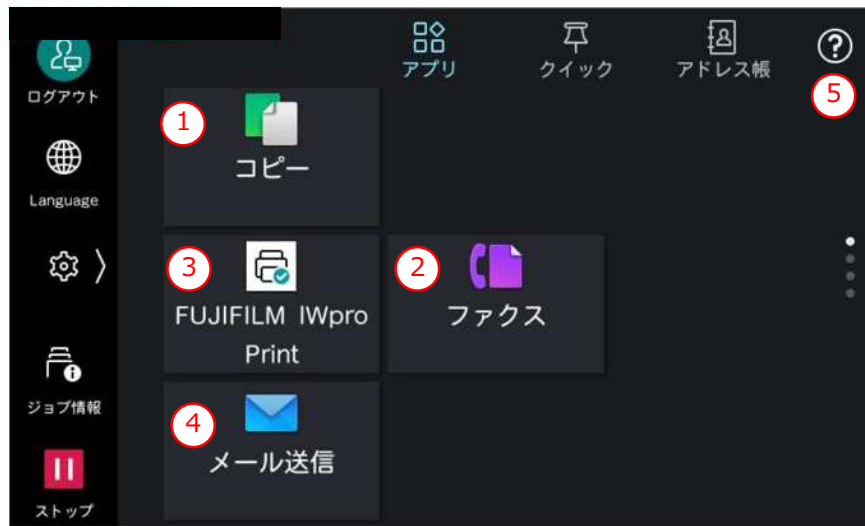 アプリ
クイック
アドレス帳
?
5
ログアウト
Language
ジョブ情報
ストップ
1
コピー
3
FUJIFILM IWpro
Print
2
ファクス
4
メール送信